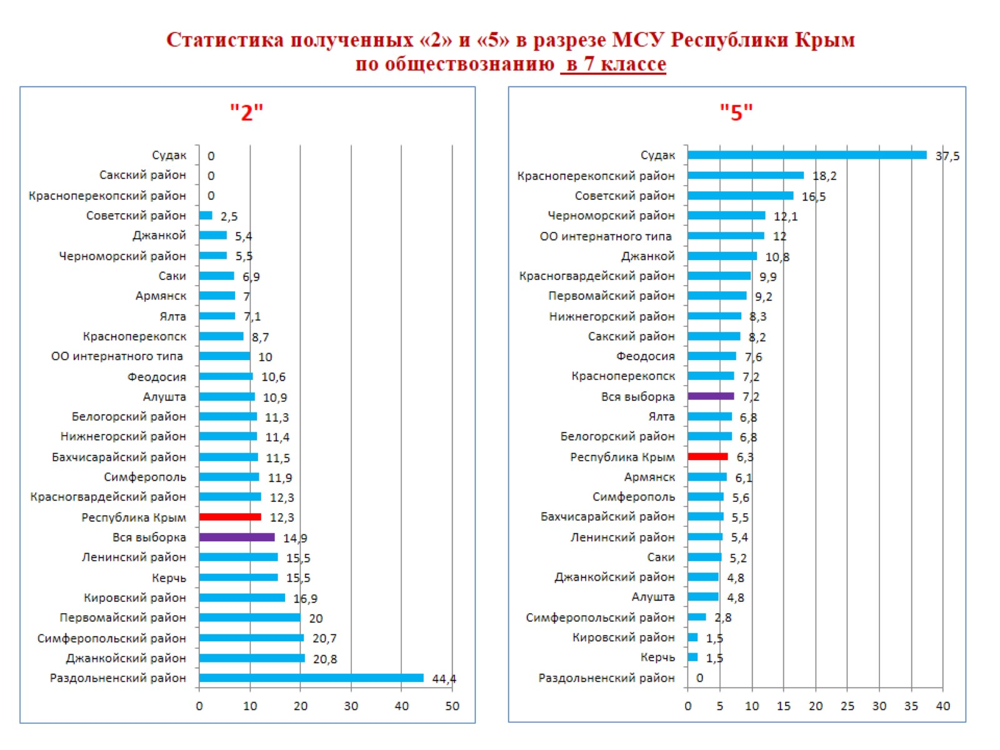 Статистика полученных «2» и «5» в разрезе МСУ Республики Крым
по обществознанию в 7 классе
"2"
Судак 0
Сакский район 0
Красноперекопский район 0
Советский район 2,5
Джанкой 5,4
Черноморский район 5,5
Саки 6,9
Армянск 7
Ялта 7,1
Красноперекопск 8,7
ОО интернатного типа 10
Феодосия 10,6
Алушта 10,9
Белогорский район 11,3
Нижнегорский район 11,4
Бахчисарайский район 11,5
Симферополь 11,9
Красногвардейский район 12,3
Республика Крым 12,3
Вся выборка 14,9
Ленинский район 15,5
Керчь 15,5
Кировский район 16,9
Первомайский район 20
Симферопольский район 20,7
Джанкойский район 20,8
Раздольненский район 44,4
0 10 20 30 40 50
"5"
Судак 37,5
Красноперекопский район 18,2
Советский район 16,5
Черноморский район 12,1
ОО интернатного типа 12
Джанкой 10,8
Красногвардейский район 9,9
Первомайский район 9,2
Нижнегорский район 8,3
Сакский район 8,2
Феодосия 7,6
Красноперекопск 7,2
Вся выборка 7,2
Ялта 6,8
Белогорский район 6,8
Республика Крым 6,3
Армянск 6,1
Симферополь 5,6
Бахчисарайский район 5,5
Ленинский район 5,4
Саки 5,2
Джанкойский район 4,8
Алушта 4,8
Симферопольский район 2,8
Кировский район 1,5
Керчь 1,5
Раздольненский район 0
0 5 10 15 20 25 30 35 40